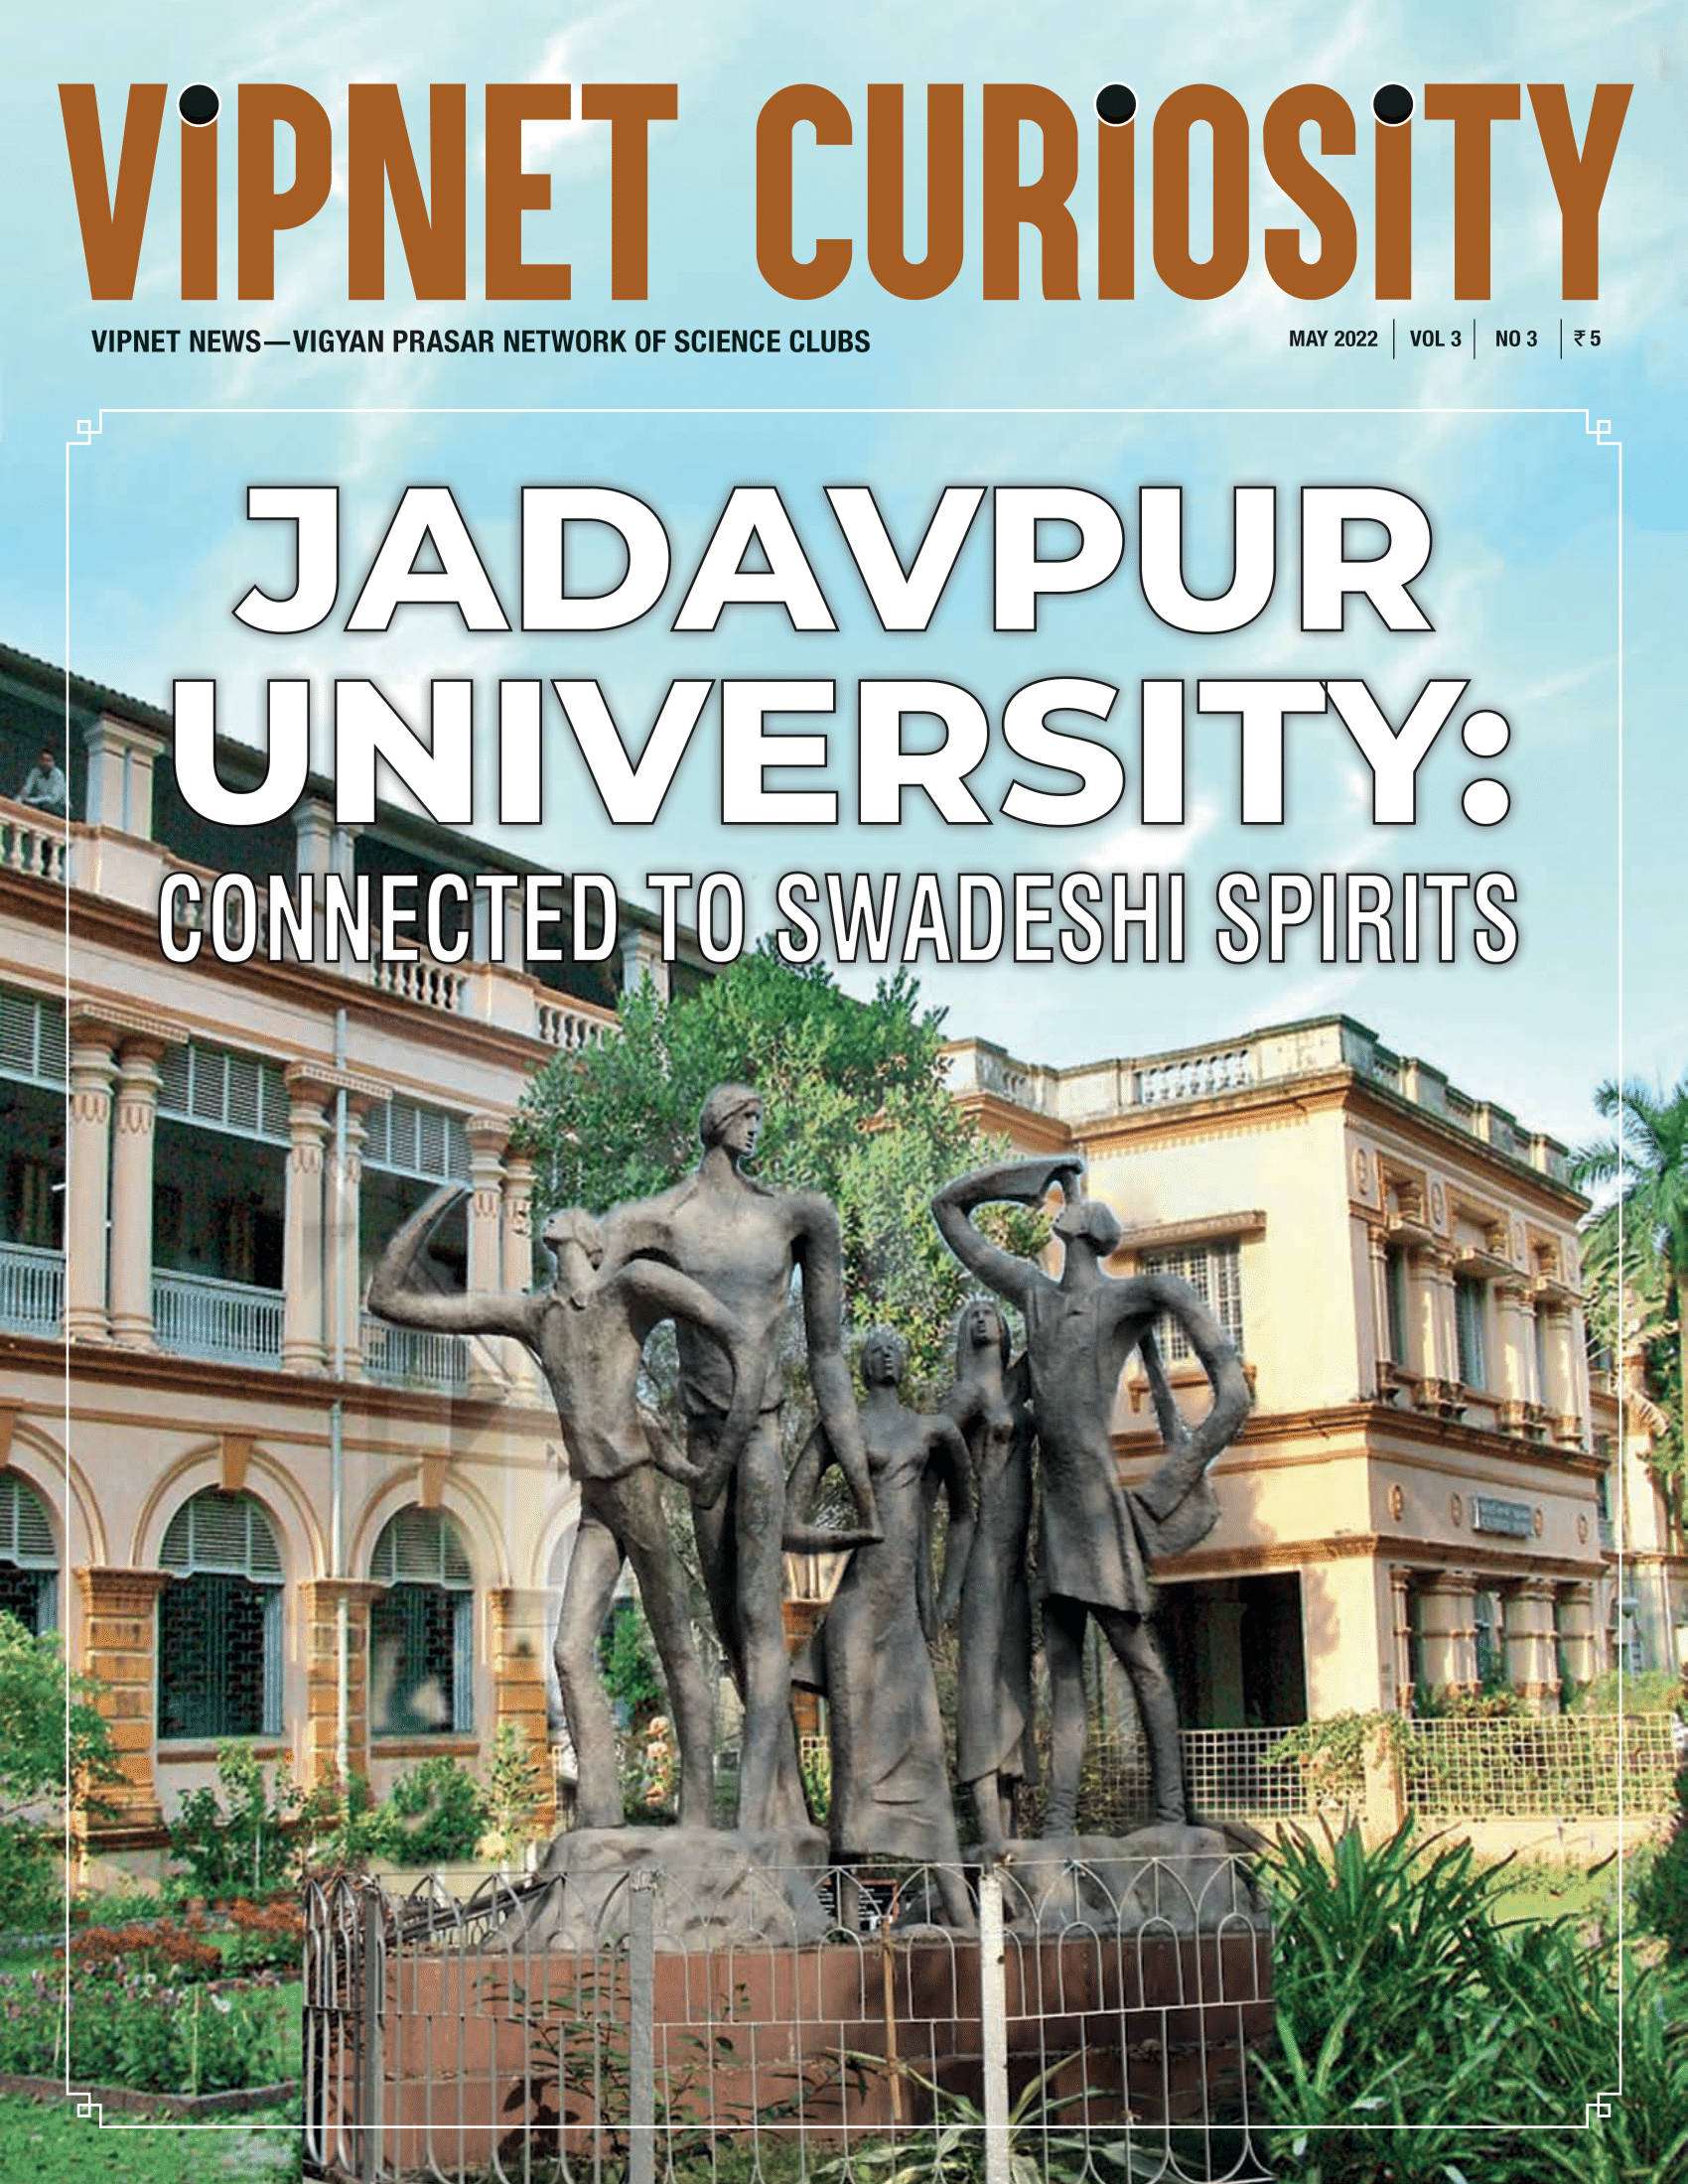 ViPNET CURiOSiTY
VIPNET NEWS—VIGYAN PRASAR NETWORK OF SCIENCE CLUBS
MAY 2022 | VOL 3 | NO 3 | ₹ 5
JADAVPUR
UNIVERSITY:
CONNECTED TO SWADESHI SPIRITS